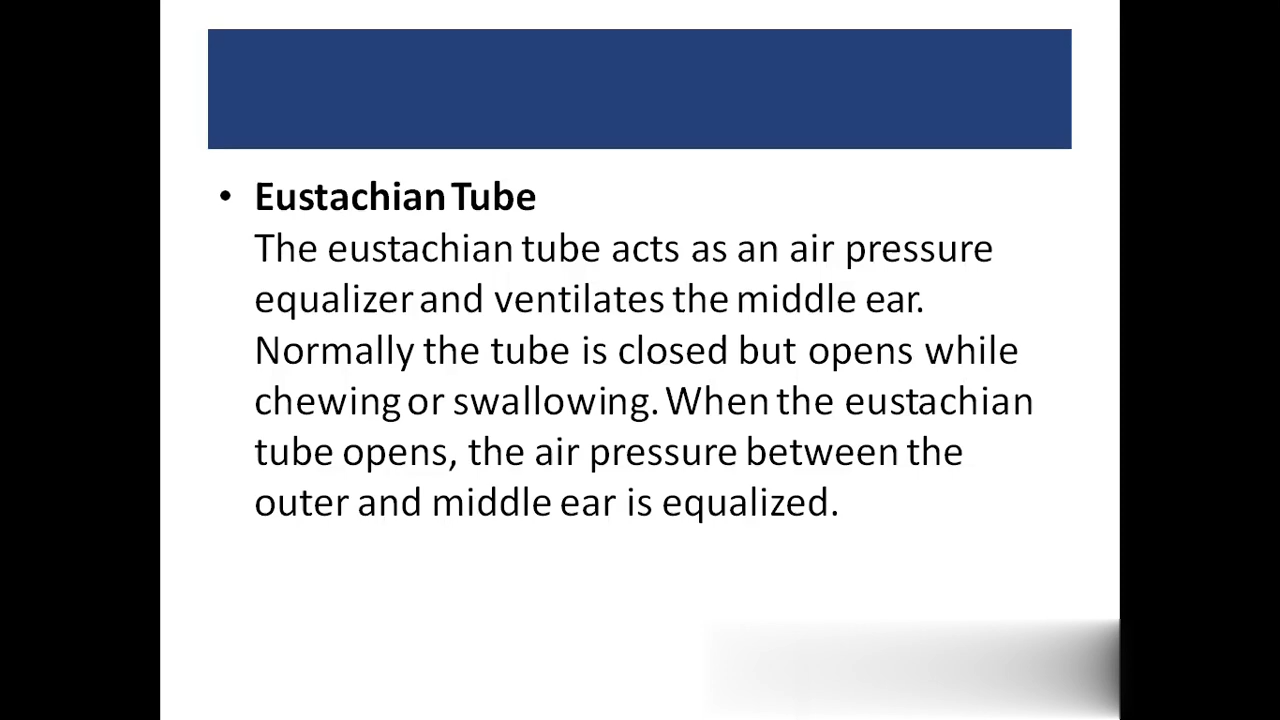 • Eustachian Tube
The eustachian tube acts as an air pressure
equalizer and ventilates the middle ear.
Normally the tube is closed but opens while
chewing or swallowing. When the eustachian
tube opens, the air pressure between the
outer and middle ear is equalized.